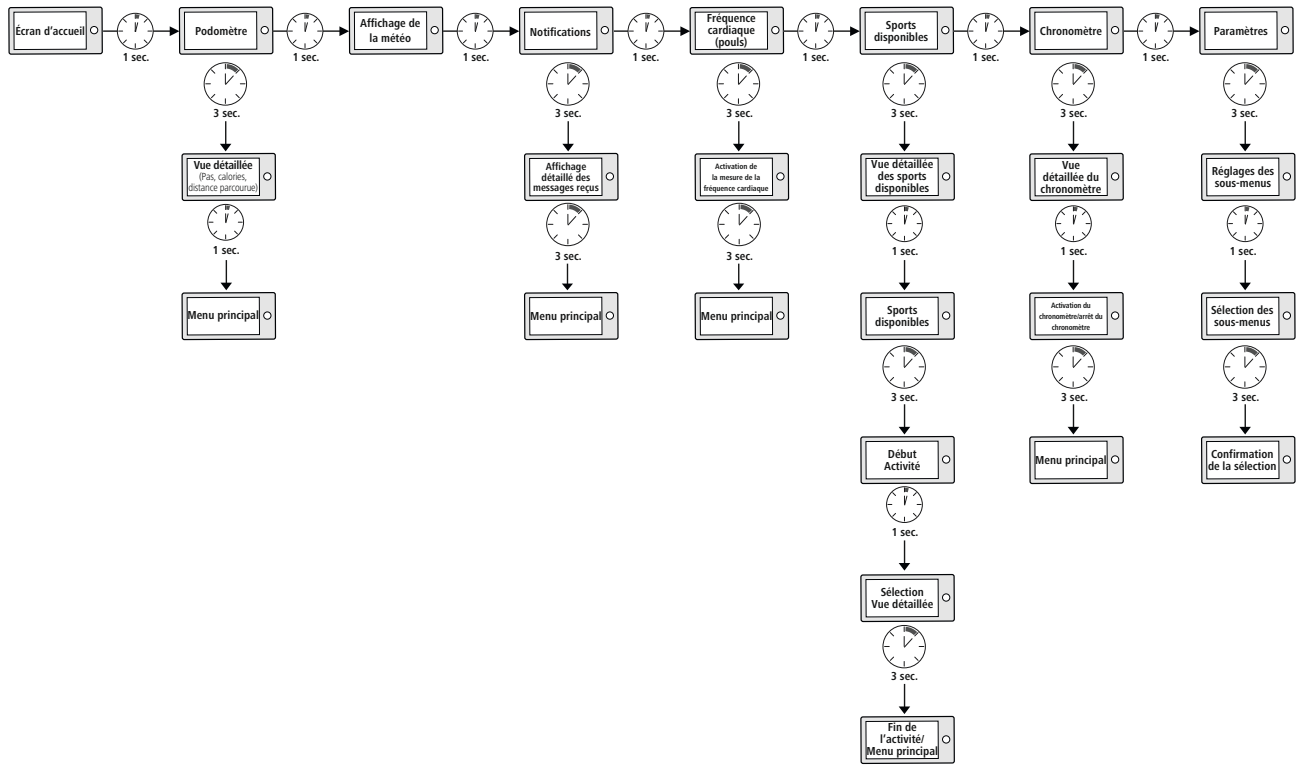 Écran d'accueil
1 sec.
Podomètre
1 sec.
Affichage de
la météo
1 sec.
Notifications
1 sec.
Fréquence
cardiaque
(pouls)
1 sec.
Sports
disponibles
1 sec.
Chronomètre
1 sec.
Paramètres
3 sec.
3 sec.
3 sec.
3 sec.
3 sec.
3 sec.
Vue détaillée
(Pas, calories,
distance parcourue)
Affichage
détaillé des
messages reçus
Activation de
la mesure de la
fréquence cardiaque
Vue détaillée
des sports
disponibles
Vue
détaillée du
chronomètre
Réglages des
sous-menus
1 sec.
3 sec.
3 sec.
1 sec.
1 sec.
1 sec.
Menu principal
Menu principal
Menu principal
Sports
disponibles
Activation du
chronomètre/arrêt du
chronomètre
Sélection des
sous-menus
3 sec.
3 sec.
3 sec.
Début
Activité
Menu principal
Confirmation
de la sélection
1 sec.
Sélection
Vue détaillée
3 sec.
Fin de
l'activité/
Menu principal